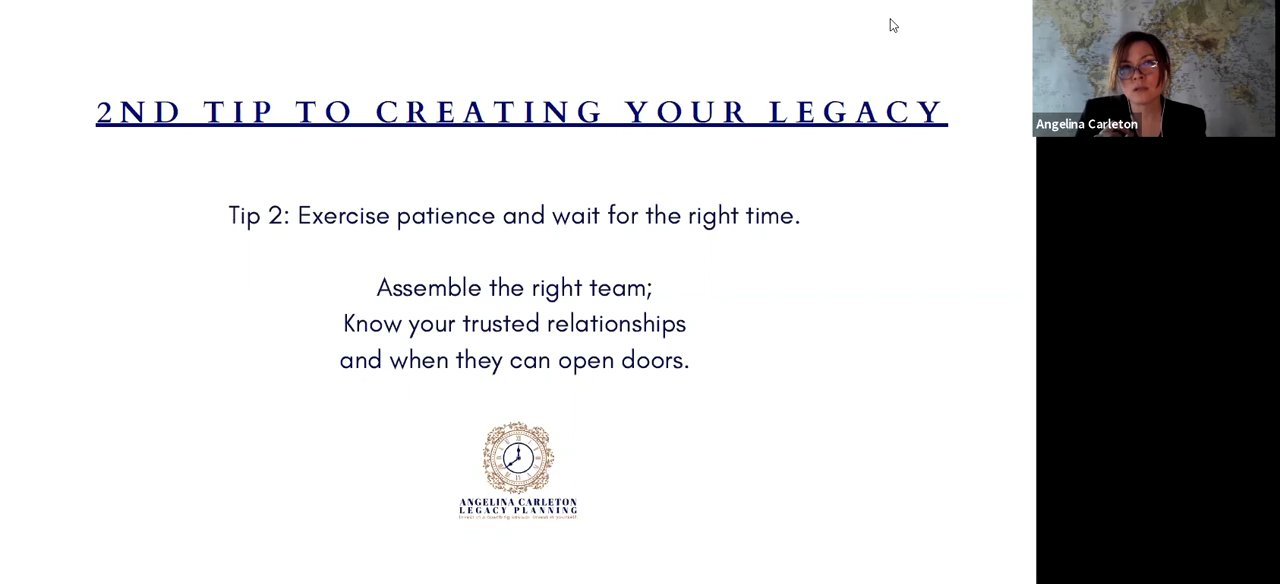 2ND TIP TO CREATING YOUR LEGACY
Angelina Carleton
Tip 2: Exercise patience and wait for the right time.
Assemble the right team;
Know your trusted relationships
and when they can open doors.
ANGELINA CARLETON
LEGACY PLANNING